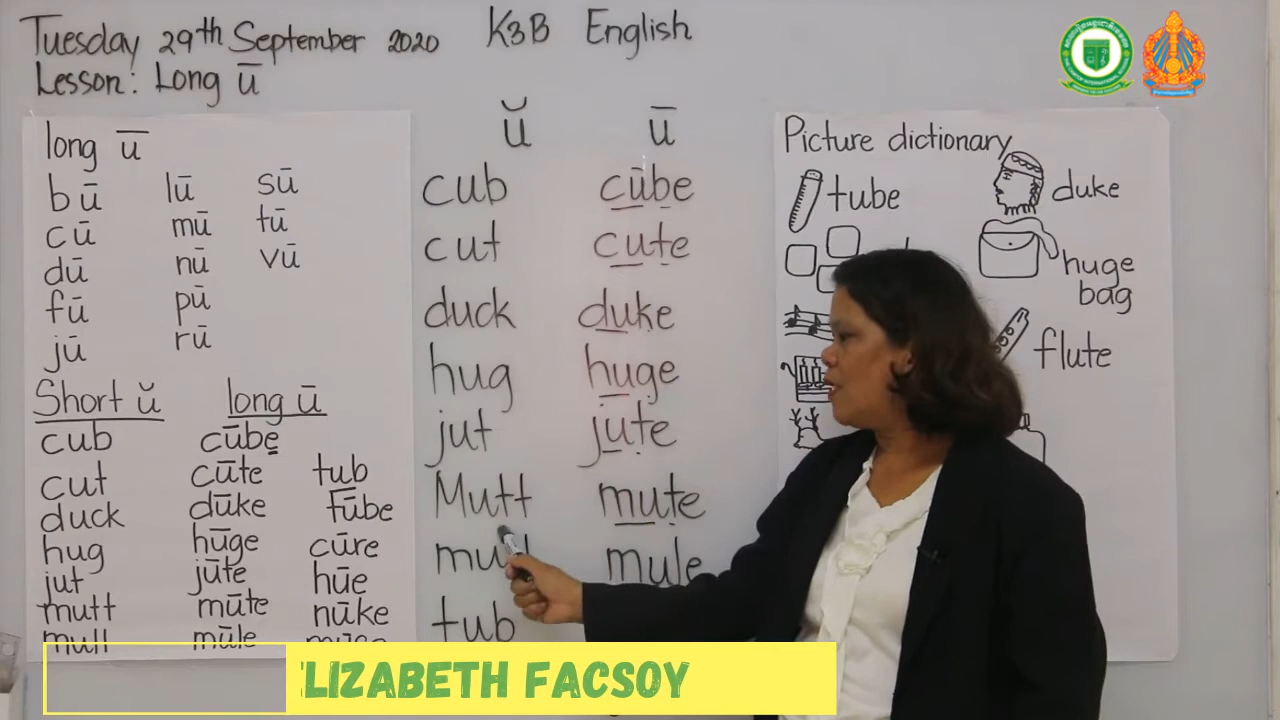 Tuesday 29th September 2020 K3B English
Lesson: Long ū
long ū
bū lū sū
cū mū tū
dū nū vū
fū pū
jū rū
Short ŭ long ū
cub cūbe
cut cūte tub
duck dūke tūbe
hug hūge cūre
jut jūte hūe
mutt mūte nūke
mull mūle
ŭ ū
cub cūbe
cut cute
duck duke
hug huge
jut jute
Mutt mute
mule
tub
Picture dictionary
tube
duke
huge
bag
flute
ELIZABETH FACSOY